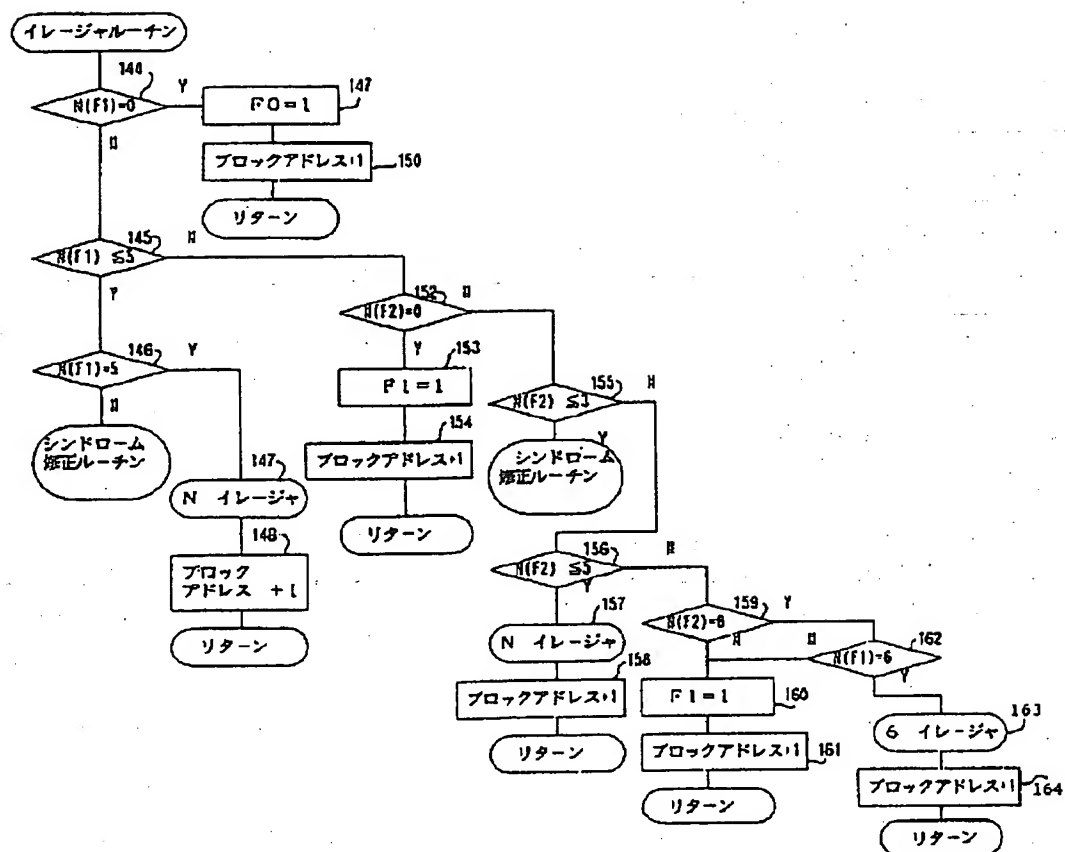 イレージャルーチン
144
N(F1)=0
Y
147
F0=1
N
ブロックアドレス+1
150
リターン
145
N
N(F1) ≦5
Y
152
N
N(F2)=0
146
Y
N(F1)=5
Y
153
F1=1
155
N
N(F2) ≦3
N
シンドローム
矯正ルーチン
154
ブロックアドレス+1
Y
シンドローム
矯正ルーチン
147
N イレージャ
リターン
148
ブロック
アドレス +1
156
N
N(F2) ≦5
Y
リターン
157
N イレージャ
159
Y
N(F2)=6
N
N
162
N(F1)=6
Y
158
ブロックアドレス+1
F1=1
160
6 イレージャ
163
リターン
ブロックアドレス+1
161
ブロックアドレス+1
164
リターン
リターン